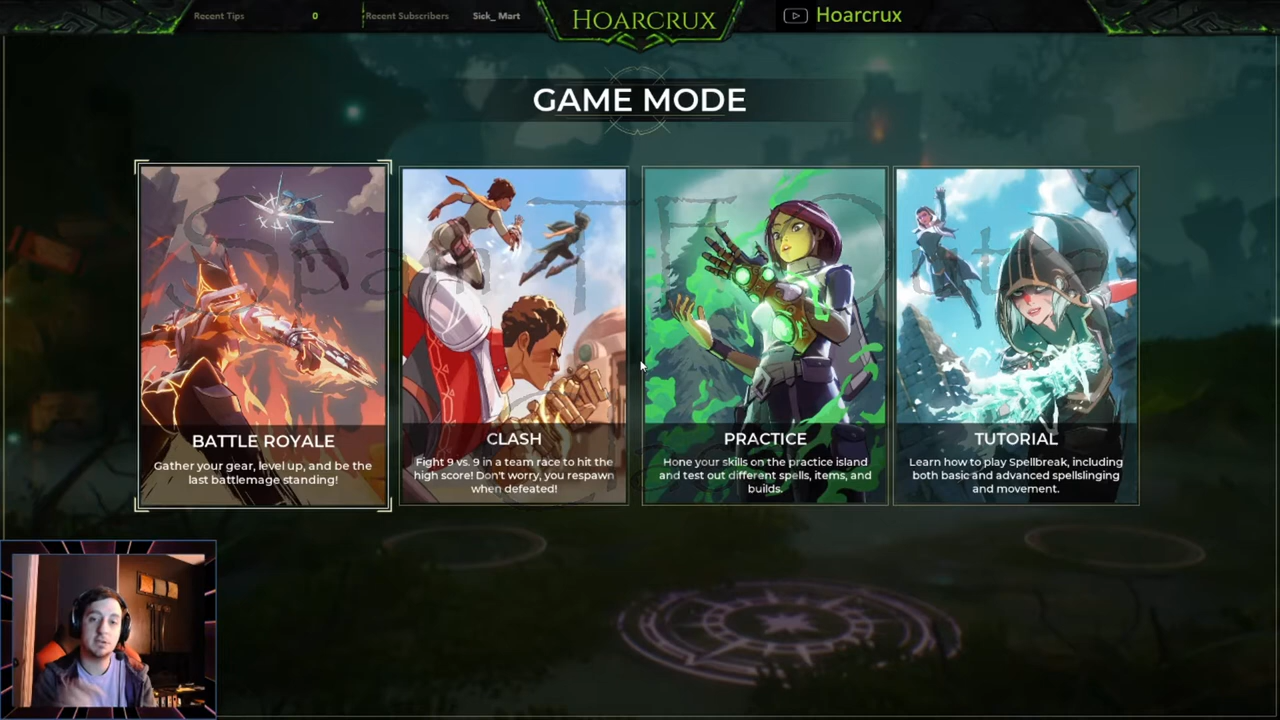 Recent Tips 0 Recent Subscribers Sick_ Mart HOARCRUX Hoarcrux
GAME MODE
BATTLE ROYALE
Gather your gear, level up, and be the
last battlemage standing!
CLASH
Fight 9 vs. 9 in a team race to hit the
high score! Don't worry, you respawn
when defeated!
PRACTICE
Hone your skills on the practice island
and test out different spells, items, and
builds.
TUTORIAL
Learn how to play Spellbreak, including
both basic and advanced spellslinging
and movement.